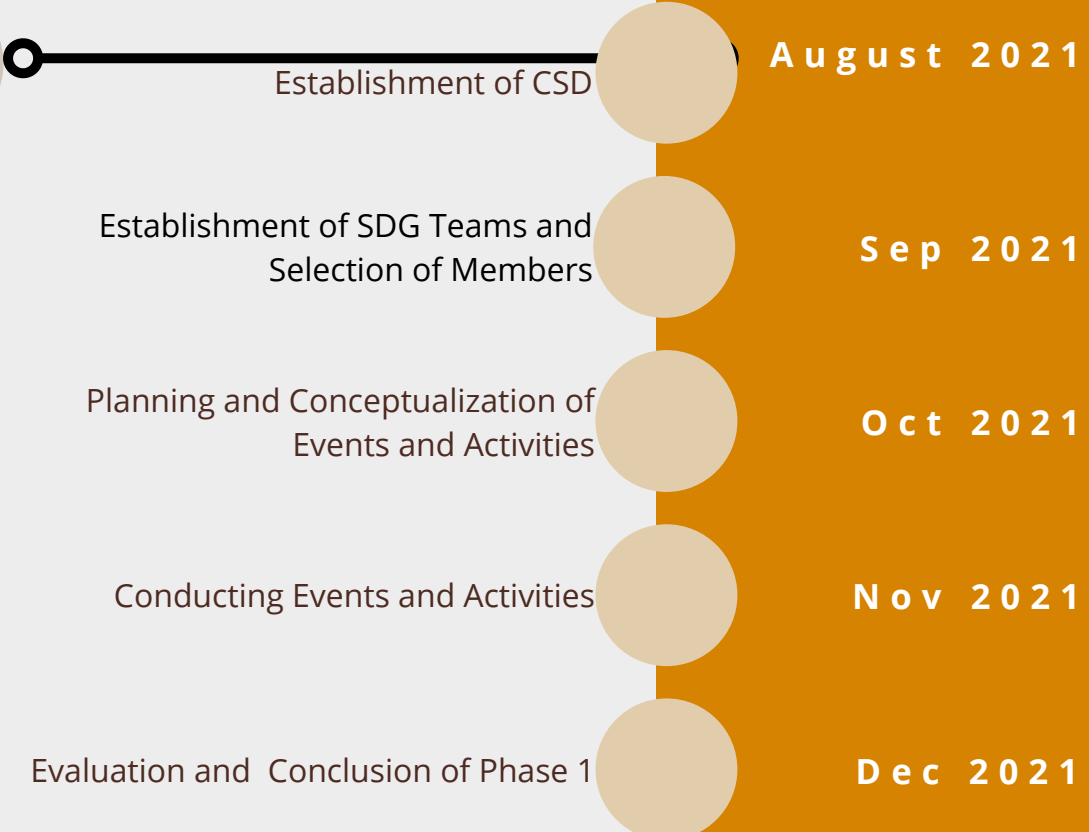 August 2021
Establishment of CSD
Establishment of SDG Teams and
Selection of Members
Sep 2021
Planning and Conceptualization of
Events and Activities
Oct 2021
Conducting Events and Activities
Nov 2021
Evaluation and  Conclusion of Phase 1
Dec 2021